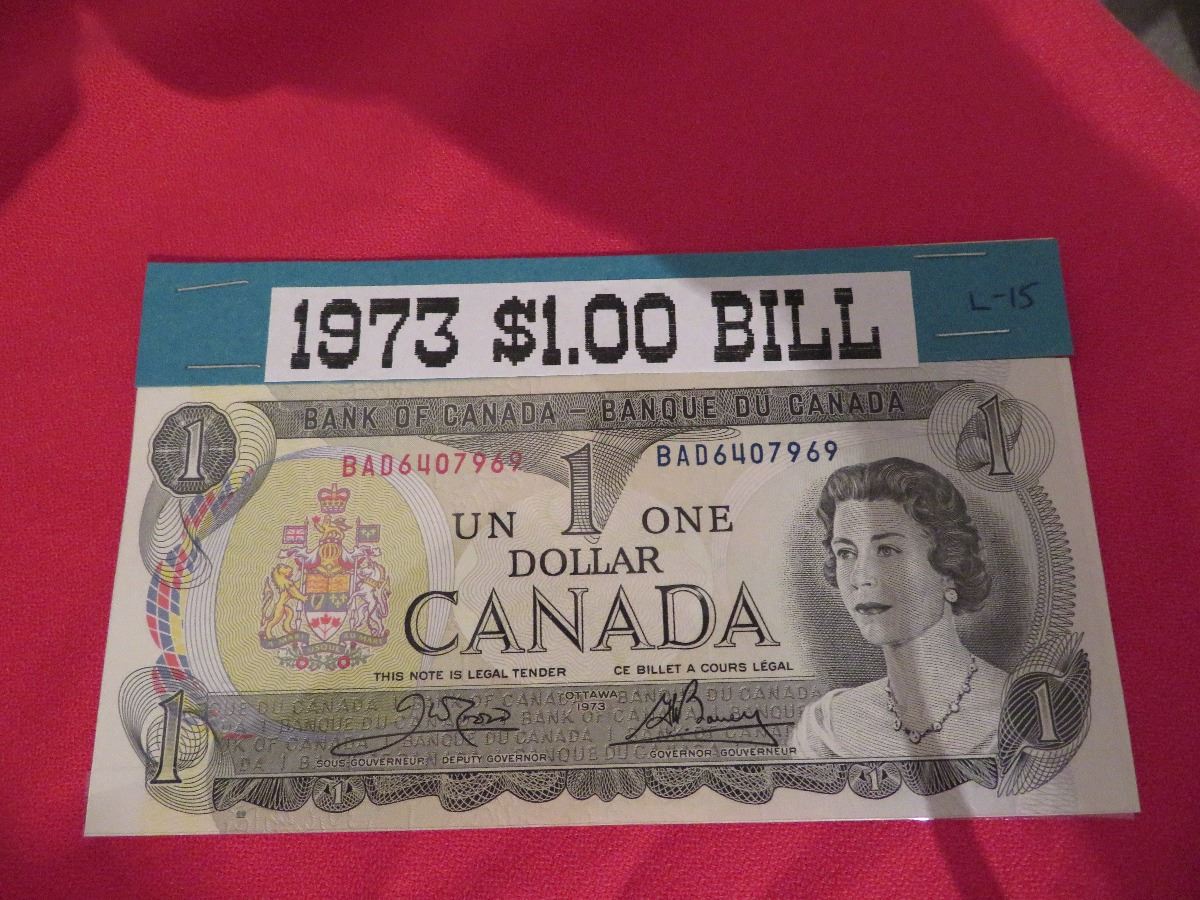 1973 $1.00 BILL
L-15
BANK OF CANADA – BANQUE DU CANADA
1 1 1
BAD6407969 BAD6407969
UN ONE
DOLLAR
CANADA
THIS NOTE IS LEGAL TENDER CE BILLET A COURS LÉGAL
OTTAWA
1973
SOUS-GOUVERNEUR DEPUTY GOVERNOR GOVERNOR-GOUVERNEUR
1 1
1 1